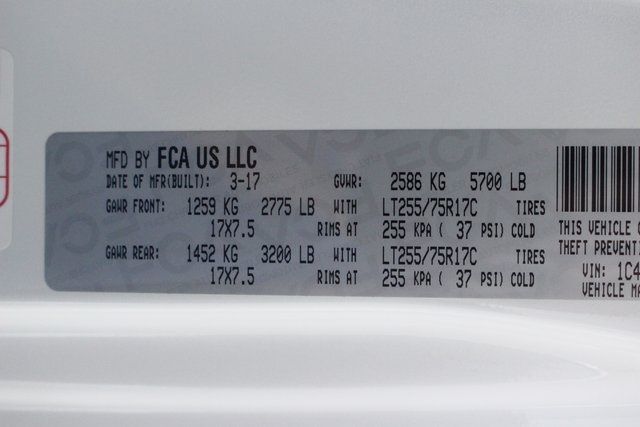 MFD BY FCA US LLC
DATE OF MFR(BUILT): 3-17 GVWR: 2586 KG 5700 LB
GAWR FRONT: 1259 KG 2775 LB WITH LT255/75R17C TIRES
17X7.5 RIMS AT 255 KPA ( 37 PSI) COLD
GAWR REAR: 1452 KG 3200 LB WITH LT255/75R17C TIRES
17X7.5 RIMS AT 255 KPA ( 37 PSI) COLD
THIS VEHICLE
THEFT PREVENTI
VIN: 1C4
VEHICLE MA